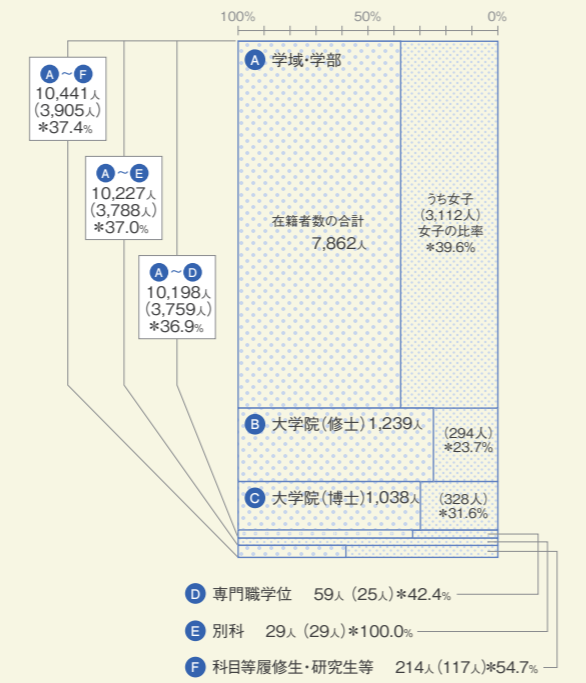 100%
50%
0%
A 学域・学部
在籍者数の合計
7,862人
うち女子
(3,112人)
女子の比率
*39.6%
A～F
10,441人
(3,905人)
*37.4%
A～E
10,227人
(3,788人)
*37.0%
A～D
10,198人
(3,759人)
*36.9%
B 大学院(修士) 1,239人
(294人)
*23.7%
C 大学院(博士) 1,038人
(328人)
*31.6%
D 専門職学位 59人 (25人)*42.4%
E 別科 29人 (29人)*100.0%
F 科目等履修生・研究生等 214人(117人)*54.7%